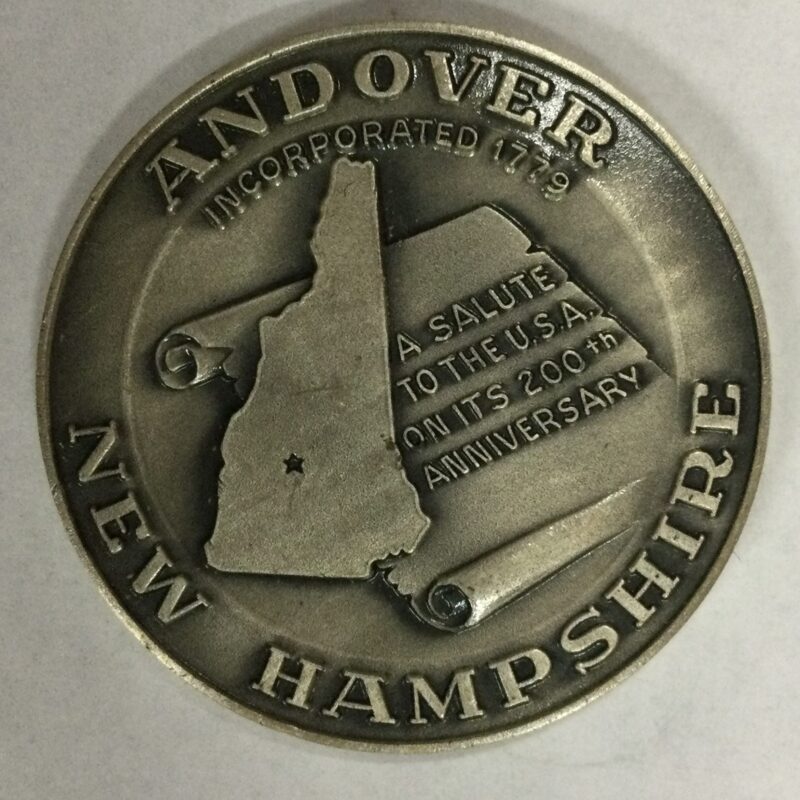 ANDOVER
INCORPORATED 1779
A SALUTE
TO THE U.S.A.
ON ITS 200th
ANNIVERSARY
NEW HAMPSHIRE